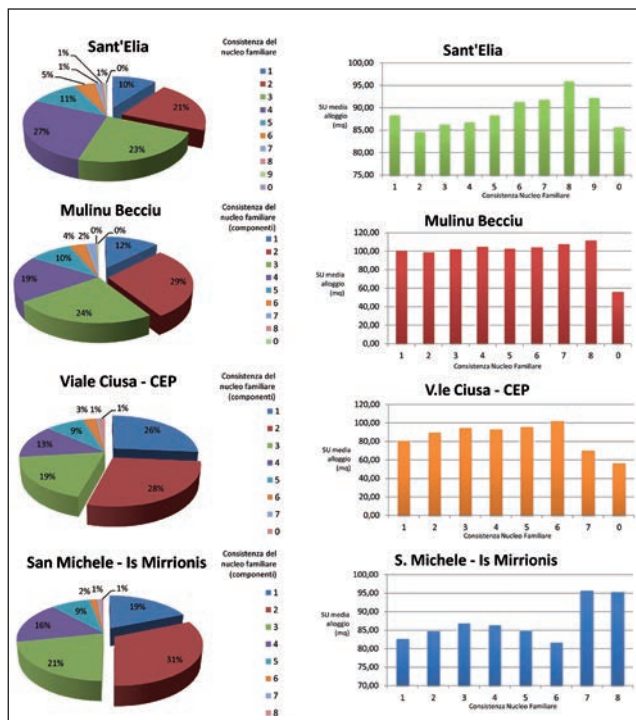 Sant'Elia
Consistenza del
nucleo familiare
1%
1%
1%
0%
5%
10%
11%
21%
27%
23%
1
2
3
4
5
6
7
8
9
0
Sant'Elia
SU media
alloggio
(mq)
100,00
95,00
90,00
85,00
80,00
75,00
1 2 3 4 5 6 7 8 9 0
Consistenza Nucleo Familiare
Mulinu Becciu
Consistenza del
nucleo familiare
(componenti)
0%
0%
4%
2%
12%
10%
19%
29%
24%
1
2
3
4
5
6
7
8
0
Mulinu Becciu
SU media
alloggio
(mq)
120,00
100,00
80,00
60,00
40,00
20,00
0,00
1 2 3 4 5 6 7 8 0
Consistenza Nucleo Familiare
Viale Ciusa - CEP
Consistenza del
nucleo familiare
(componenti)
3%
1%
1%
9%
26%
13%
19%
28%
1
2
3
4
5
6
7
0
V.le Ciusa - CEP
SU media
alloggio
(mq)
120,00
100,00
80,00
60,00
40,00
20,00
0,00
1 2 3 4 5 6 7 0
Consistenza Nucleo Familiare
San Michele - Is Mirrionis
Consistenza del
nucleo familiare
(componenti)
2%
1%
1%
9%
19%
16%
21%
31%
1
2
3
4
5
6
7
8
S. Michele - Is Mirrionis
SU media
alloggio
(mq)
100,00
95,00
90,00
85,00
80,00
75,00
70,00
1 2 3 4 5 6 7 8
Consistenza Nucleo Familiare